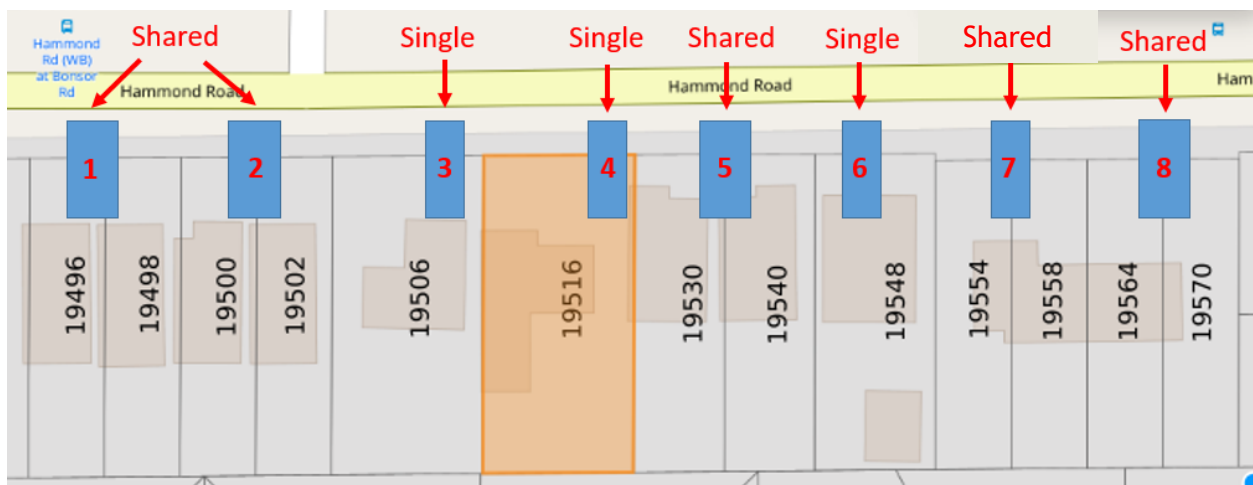 Shared
Single
Single
Shared
Single
Shared
Shared
Hammond
Rd (WB)
at Bonsor
Rd
Hammond Road
Hammond Road
Ham
1
2
3
4
5
6
7
8
19496
19498
19500
19502
19506
19516
19530
19540
19548
19554
19558
19564
19570